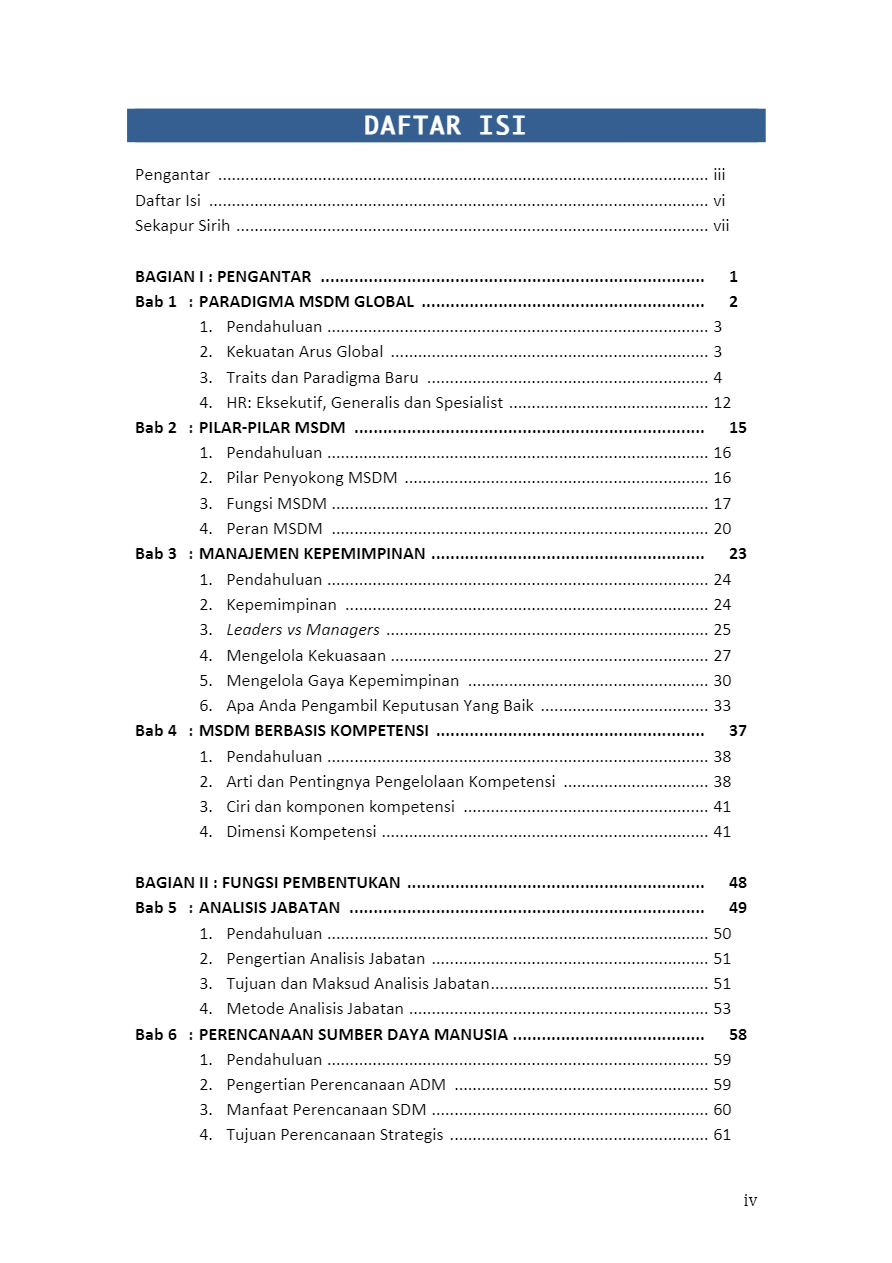 DAFTAR ISI
Pengantar ............................................................................................................ iii
Daftar Isi .............................................................................................................. vi
Sekapur Sirih ........................................................................................................ vii
BAGIAN I : PENGANTAR ................................................................................ 1
Bab 1 : PARADIGMA MSDM GLOBAL ........................................................... 2
1. Pendahuluan .................................................................................... 3
2. Kekuatan Arus Global ...................................................................... 3
3. Traits dan Paradigma Baru .............................................................. 4
4. HR: Eksekutif, Generalis dan Spesialist ............................................ 12
Bab 2 : PILAR-PILAR MSDM ......................................................................... 15
1. Pendahuluan .................................................................................... 16
2. Pilar Penyokong MSDM ................................................................... 16
3. Fungsi MSDM ................................................................................... 17
4. Peran MSDM ................................................................................... 20
Bab 3 : MANAJEMEN KEPEMIMPINAN ......................................................... 23
1. Pendahuluan .................................................................................... 24
2. Kepemimpinan ................................................................................ 24
3. Leaders vs Managers ....................................................................... 25
4. Mengelola Kekuasaan ...................................................................... 27
5. Mengelola Gaya Kepemimpinan ..................................................... 30
6. Apa Anda Pengambil Keputusan Yang Baik ..................................... 33
Bab 4 : MSDM BERBASIS KOMPETENSI ........................................................ 37
1. Pendahuluan .................................................................................... 38
2. Arti dan Pentingnya Pengelolaan Kompetensi ................................ 38
3. Ciri dan komponen kompetensi ...................................................... 41
4. Dimensi Kompetensi ........................................................................ 41
BAGIAN II : FUNGSI PEMBENTUKAN .............................................................. 48
Bab 5 : ANALISIS JABATAN .......................................................................... 49
1. Pendahuluan .................................................................................... 50
2. Pengertian Analisis Jabatan ............................................................. 51
3. Tujuan dan Maksud Analisis Jabatan................................................ 51
4. Metode Analisis Jabatan .................................................................. 53
Bab 6 : PERENCANAAN SUMBER DAYA MANUSIA ........................................ 58
1. Pendahuluan .................................................................................... 59
2. Pengertian Perencanaan ADM ........................................................ 59
3. Manfaat Perencanaan SDM ............................................................. 60
4. Tujuan Perencanaan Strategis ......................................................... 61
iv